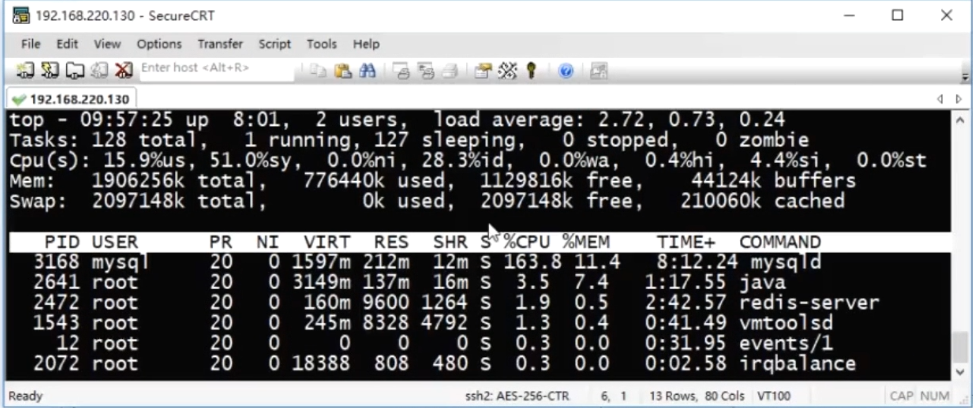 192.168.220.130 - SecureCRT
File Edit View Options Transfer Script Tools Help
Enter host <Alt+R>
192.168.220.130
top - 09:57:25 up  8:01,  2 users,  load average: 2.72, 0.73, 0.24
Tasks: 128 total,   1 running, 127 sleeping,   0 stopped,   0 zombie
Cpu(s): 15.9%us, 51.0%sy,  0.0%ni, 28.3%id,  0.0%wa,  0.4%hi,  4.4%si,  0.0%st
Mem:   1906256k total,   776440k used,  1129816k free,    44124k buffers
Swap:  2097148k total,        0k used,  2097148k free,   210060k cached
PID USER PR NI VIRT RES SHR S %CPU %MEM TIME+ COMMAND
3168 mysql 20 0 1597m 212m 12m S 163.8 11.4 8:12.24 mysqld
2641 root 20 0 3149m 137m 16m S 3.5 7.4 1:17.55 java
2472 root 20 0 160m 9600 1264 S 1.9 0.5 2:42.57 redis-server
1543 root 20 0 245m 8328 4792 S 1.3 0.4 0:41.49 vmtoolsd
12 root 20 0 0 0 0 S 0.3 0.0 0:31.95 events/1
2072 root 20 0 18388 808 480 S 0.3 0.0 0:02.58 irqbalance
Ready ssh2: AES-256-CTR 6, 1 13 Rows, 80 Cols VT100 CAP NUM